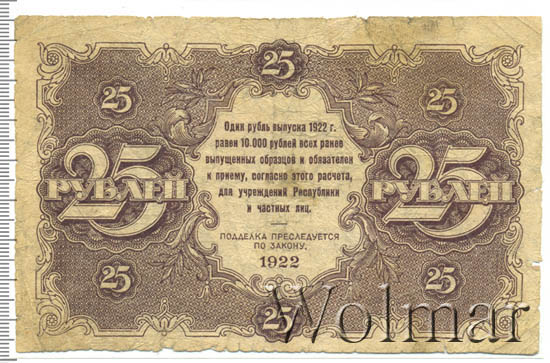 25
25 25
Один рубль выпуска 1922 г.
равен 10.000 рублей всех ранее
выпущенных образцов и обязателен
к приему, согласно этого расчета,
для учреждений Республики
и частных лиц.
25 РУБЛЕЙ 25 РУБЛЕЙ
ПОДДЕЛКА ПРЕСЛЕДУЕТСЯ
ПО ЗАКОНУ.
1922
25 25
25
Wolmar